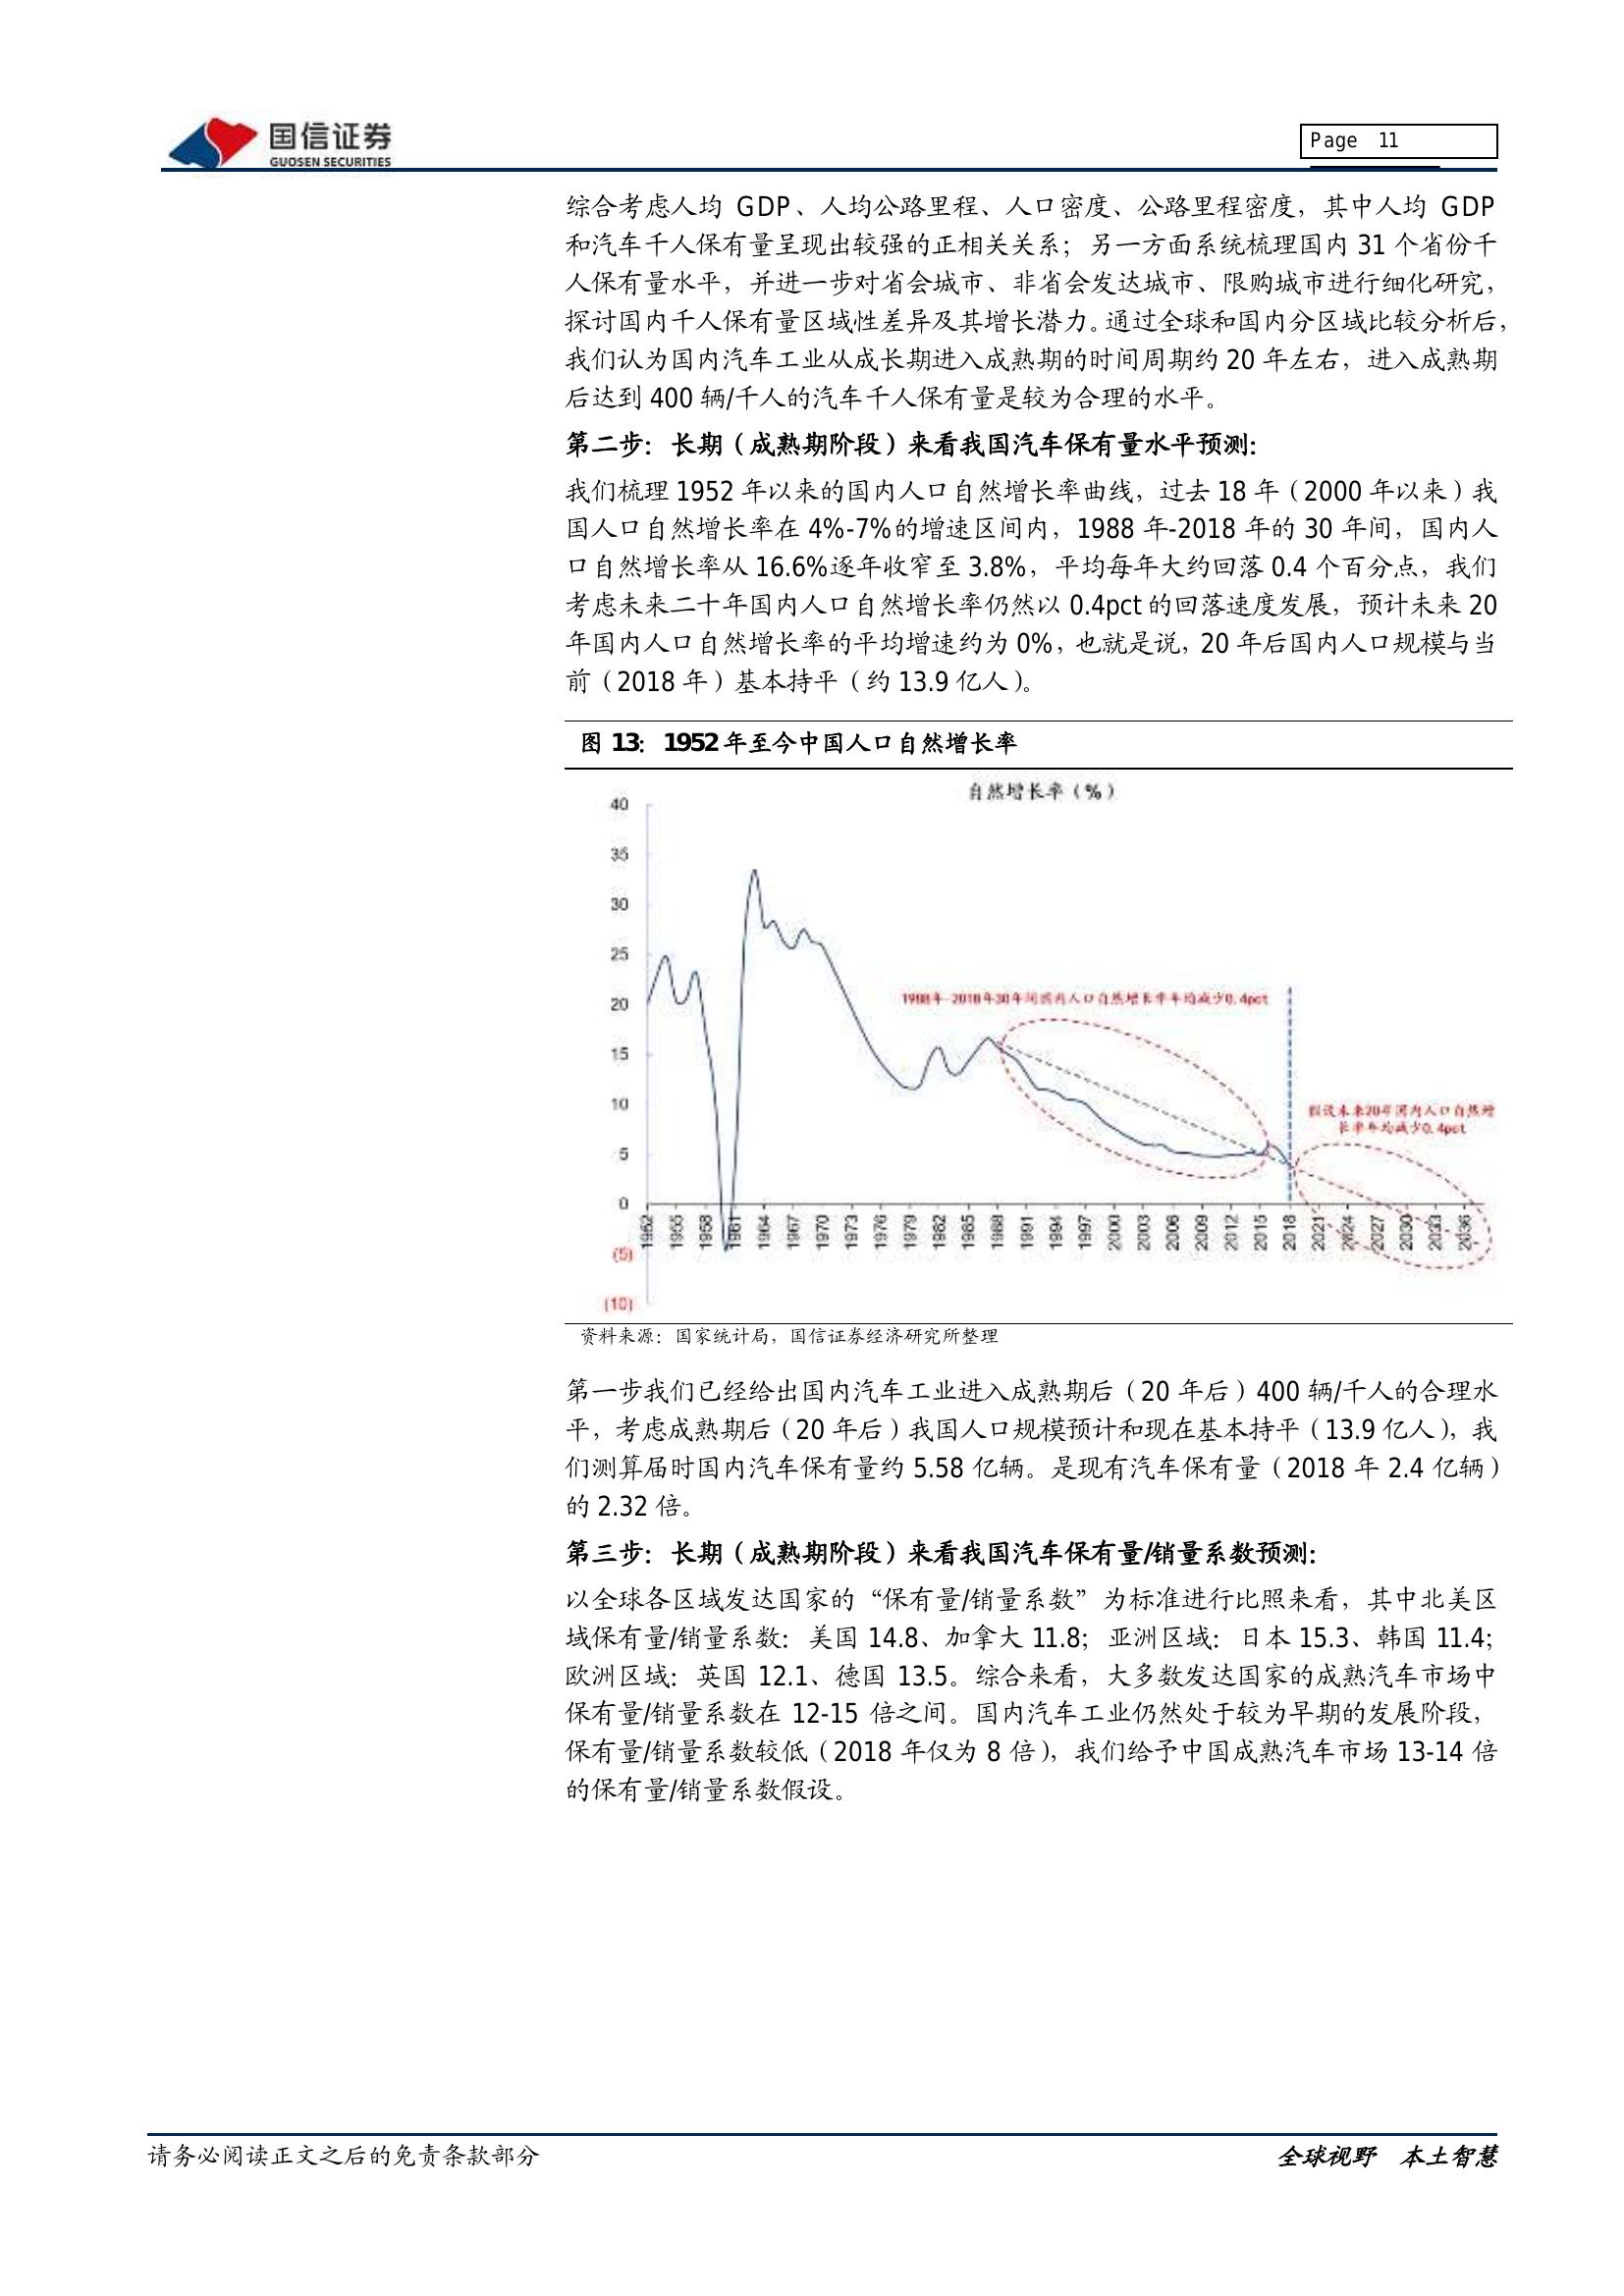 国信证券
GUOSEN SECURITIES
Page 11
综合考虑人均 GDP、人均公路里程、人口密度、公路里程密度，其中人均 GDP
和汽车千人保有量呈现出较强的正相关关系；另一方面系统梳理国内 31 个省份千
人保有量水平，并进一步对省会城市、非省会发达城市、限购城市进行细化研究，
探讨国内千人保有量区域性差异及其增长潜力。通过全球和国内分区域比较分析后，
我们认为国内汽车工业从成长期进入成熟期的时间周期约 20 年左右，进入成熟期
后达到 400 辆/千人的汽车千人保有量是较为合理的水平。
第二步：长期（成熟期阶段）来看我国汽车保有量水平预测：
我们梳理 1952 年以来的国内人口自然增长率曲线，过去 18 年（2000 年以来）我
国人口自然增长率在 4%-7%的增速区间内，1988 年-2018 年的 30 年间，国内人
口自然增长率从 16.6%逐年收窄至 3.8%，平均每年大约回落 0.4 个百分点，我们
考虑未来二十年国内人口自然增长率仍然以 0.4pct 的回落速度发展，预计未来 20
年国内人口自然增长率的平均增速约为 0%，也就是说，20 年后国内人口规模与当
前（2018 年）基本持平（约 13.9 亿人）。
图 13：1952 年至今中国人口自然增长率
自然增长率（%）
40
35
30
25
20
15
10
5
0
(5)
(10)
1988年-2018年30年间国内人口自然增长率年均减少0.4pct
假设未来20年国内人口自然增
长率年均减少0.4pct
1952 1955 1958 1961 1964 1967 1970 1973 1976 1979 1982 1985 1988 1991 1994 1997 2000 2003 2006 2009 2012 2015 2018 2021 2024 2027 2030 2033 2036
资料来源：国家统计局，国信证券经济研究所整理
第一步我们已经给出国内汽车工业进入成熟期后（20 年后）400 辆/千人的合理水
平，考虑成熟期后（20 年后）我国人口规模预计和现在基本持平（13.9 亿人），我
们测算届时国内汽车保有量约 5.58 亿辆。是现有汽车保有量（2018 年 2.4 亿辆）
的 2.32 倍。
第三步：长期（成熟期阶段）来看我国汽车保有量/销量系数预测：
以全球各区域发达国家的“保有量/销量系数”为标准进行比照来看，其中北美区
域保有量/销量系数：美国 14.8、加拿大 11.8；亚洲区域：日本 15.3、韩国 11.4；
欧洲区域：英国 12.1、德国 13.5。综合来看，大多数发达国家的成熟汽车市场中
保有量/销量系数在 12-15 倍之间。国内汽车工业仍然处于较为早期的发展阶段，
保有量/销量系数较低（2018 年仅为 8 倍），我们给予中国成熟汽车市场 13-14 倍
的保有量/销量系数假设。
请务必阅读正文之后的免责条款部分
全球视野 本土智慧